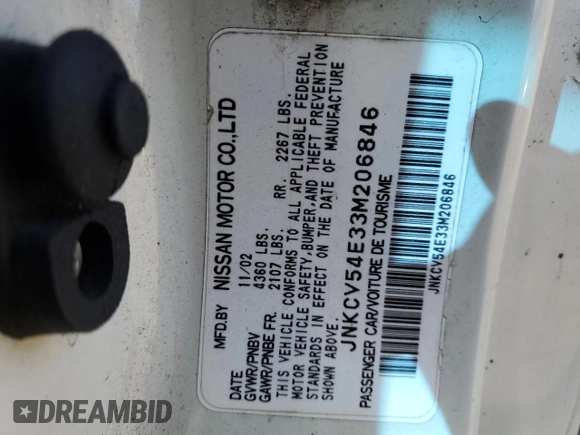 MFD.BY NISSAN MOTOR CO.,LTD
DATE 11/02
GVWR/PNBV 4360 LBS.
GAWR/PNBE FR. 2107 LBS. RR. 2267 LBS.
THIS VEHICLE CONFORMS TO ALL APPLICABLE FEDERAL
MOTOR VEHICLE SAFETY,BUMPER,AND THEFT PREVENTION
STANDARDS IN EFFECT ON THE DATE OF MANUFACTURE
SHOWN ABOVE.
JNKCV54E33M206846
PASSENGER CAR/VOITURE DE TOURISME
JNKCV54E33M206846
DREAMBID